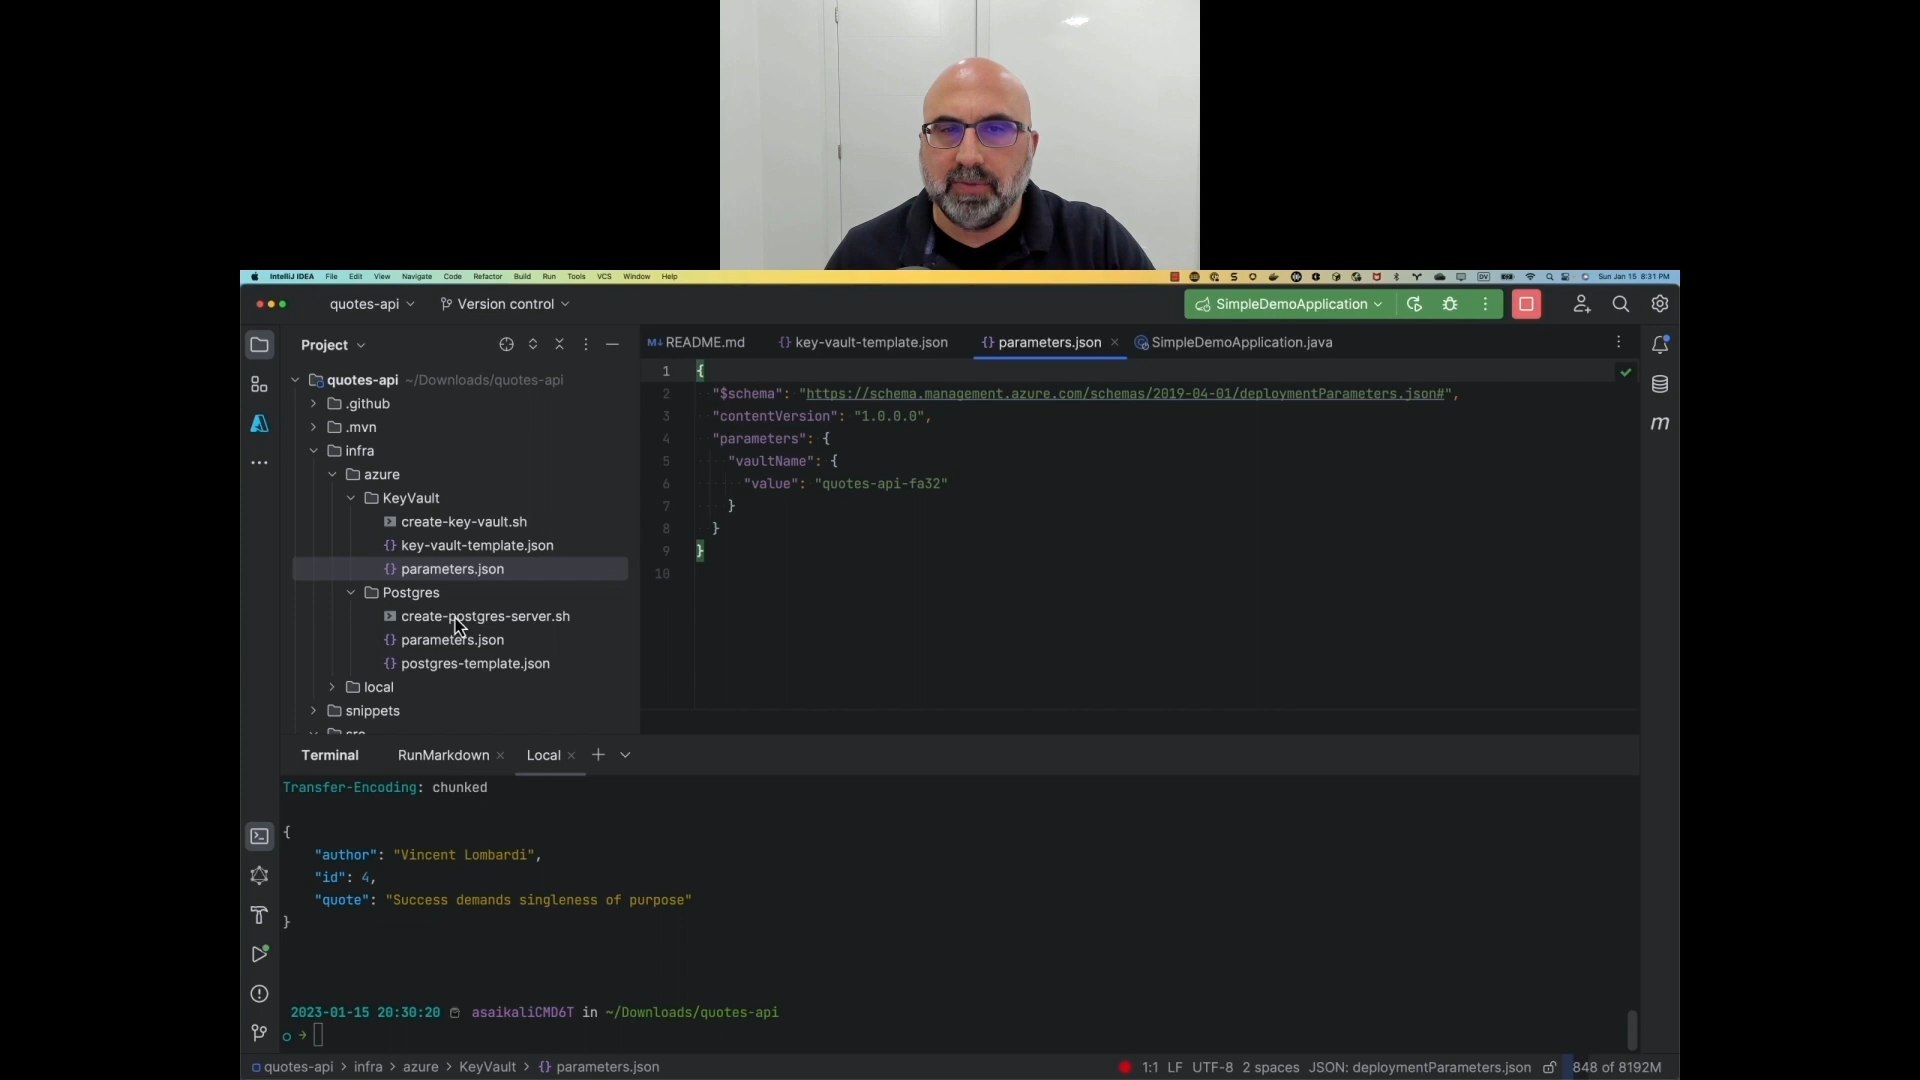 IntelliJ IDEA File Edit View Navigate Code Refactor Build Run Tools VCS Window Help
Sun Jan 15 8:31 PM
quotes-api Version control SimpleDemoApplication
Project
README.md key-vault-template.json parameters.json SimpleDemoApplication.java
quotes-api ~/Downloads/quotes-api
.github
.mvn
infra
azure
KeyVault
create-key-vault.sh
key-vault-template.json
parameters.json
Postgres
create-postgres-server.sh
parameters.json
postgres-template.json
local
snippets
src
1 {
2 "$schema": "https://schema.management.azure.com/schemas/2019-04-01/deploymentParameters.json#",
3 "contentVersion": "1.0.0.0",
4 "parameters": {
5 "vaultName": {
6 "value": "quotes-api-fa32"
7 }
8 }
9 }
10
Terminal RunMarkdown Local
Transfer-Encoding: chunked
{
"author": "Vincent Lombardi",
"id": 4,
"quote": "Success demands singleness of purpose"
}
2023-01-15 20:30:20 asaikaliCMD6T in ~/Downloads/quotes-api
quotes-api > infra > azure > KeyVault > parameters.json
1:1 LF UTF-8 2 spaces JSON: deploymentParameters.json 848 of 8192M